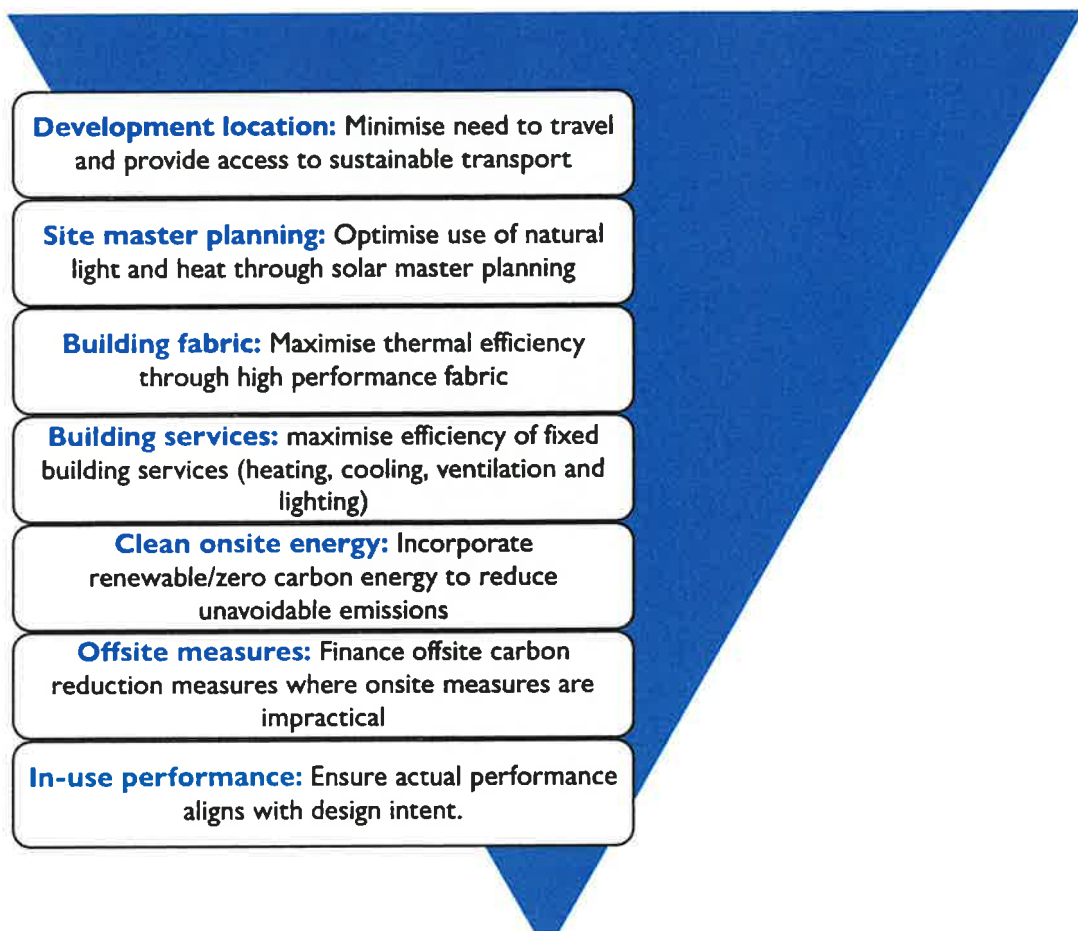 Development location: Minimise need to travel
and provide access to sustainable transport
Site master planning: Optimise use of natural
light and heat through solar master planning
Building fabric: Maximise thermal efficiency
through high performance fabric
Building services: maximise efficiency of fixed
building services (heating, cooling, ventilation and
lighting)
Clean onsite energy: Incorporate
renewable/zero carbon energy to reduce
unavoidable emissions
Offsite measures: Finance offsite carbon
reduction measures where onsite measures are
impractical
In-use performance: Ensure actual performance
aligns with design intent.